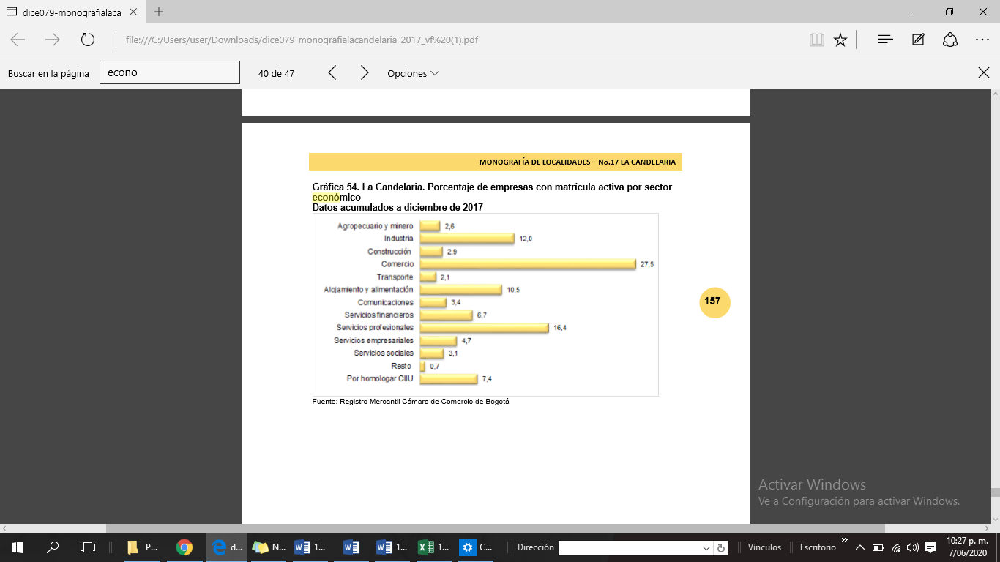 dice079-monografialaca
file:///C:/Users/user/Downloads/dice079-monografialacandelaria-2017_vf%20(1).pdf
Buscar en la página
econo
40 de 47
Opciones
MONOGRAFÍA DE LOCALIDADES – No.17 LA CANDELARIA
Gráfica 54. La Candelaria. Porcentaje de empresas con matrícula activa por sector
económico
Datos acumulados a diciembre de 2017
Agropecuario y minero 2,6
Industria 12,0
Construcción 2,9
Comercio 27,5
Transporte 2,1
Alojamiento y alimentación 10,5
Comunicaciones 3,4
Servicios financieros 6,7
Servicios profesionales 16,4
Servicios empresariales 4,7
Servicios sociales 3,1
Resto 0,7
Por homologar CIIU 7,4
157
Fuente: Registro Mercantil Cámara de Comercio de Bogotá
Activar Windows
Ve a Configuración para activar Windows.
P...
d...
N...
1...
1...
1...
C...
Dirección
Vínculos
Escritorio
10:27 p. m.
7/06/2020